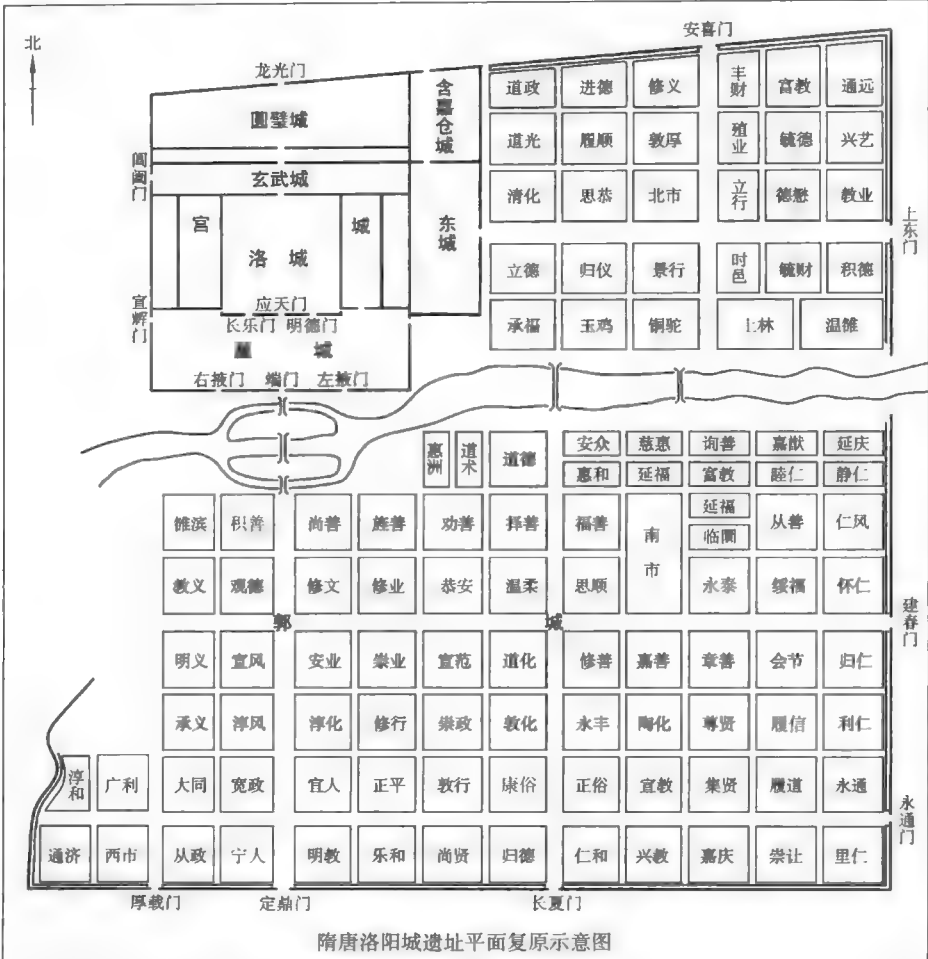 北
安喜门
龙光门
圆璧城
含嘉仓城
道政 进德 修义 丰财 富教 通远
道光 履顺 敦厚 殖业 毓德 兴艺
阊阖门
玄武城
清化 思恭 北市 立行 德懋 教业
宫 城
洛城
东城
上东门
立德 归仪 景行 时邑 毓财 积德
宣辉门
应天门
长乐门 明德门
承福 玉鸡 铜驼 上林 温雒
皇 城
右掖门 端门 左掖门
惠洲 道术 道德 安众 慈惠 询善 嘉猷 延庆
惠和 延福 富教 睦仁 静仁
雒滨 积善 尚善 旌善 劝善 择善 福善 南市 延福 从善 仁风
临圜
教义 观德 修文 修业 恭安 温柔 思顺 永泰 绥福 怀仁
郭 城
建春门
明义 宣风 安业 崇业 宣范 道化 修善 嘉善 章善 会节 归仁
承义 淳风 淳化 修行 崇政 敦化 永丰 陶化 尊贤 履信 利仁
淳和 广利 大同 宽政 宜人 正平 敦行 康俗 正俗 宣教 集贤 履道 永通
永通门
通济 西市 从政 宁人 明教 乐和 尚贤 归德 仁和 兴教 嘉庆 崇让 里仁
厚载门 定鼎门 长夏门
隋唐洛阳城遗址平面复原示意图